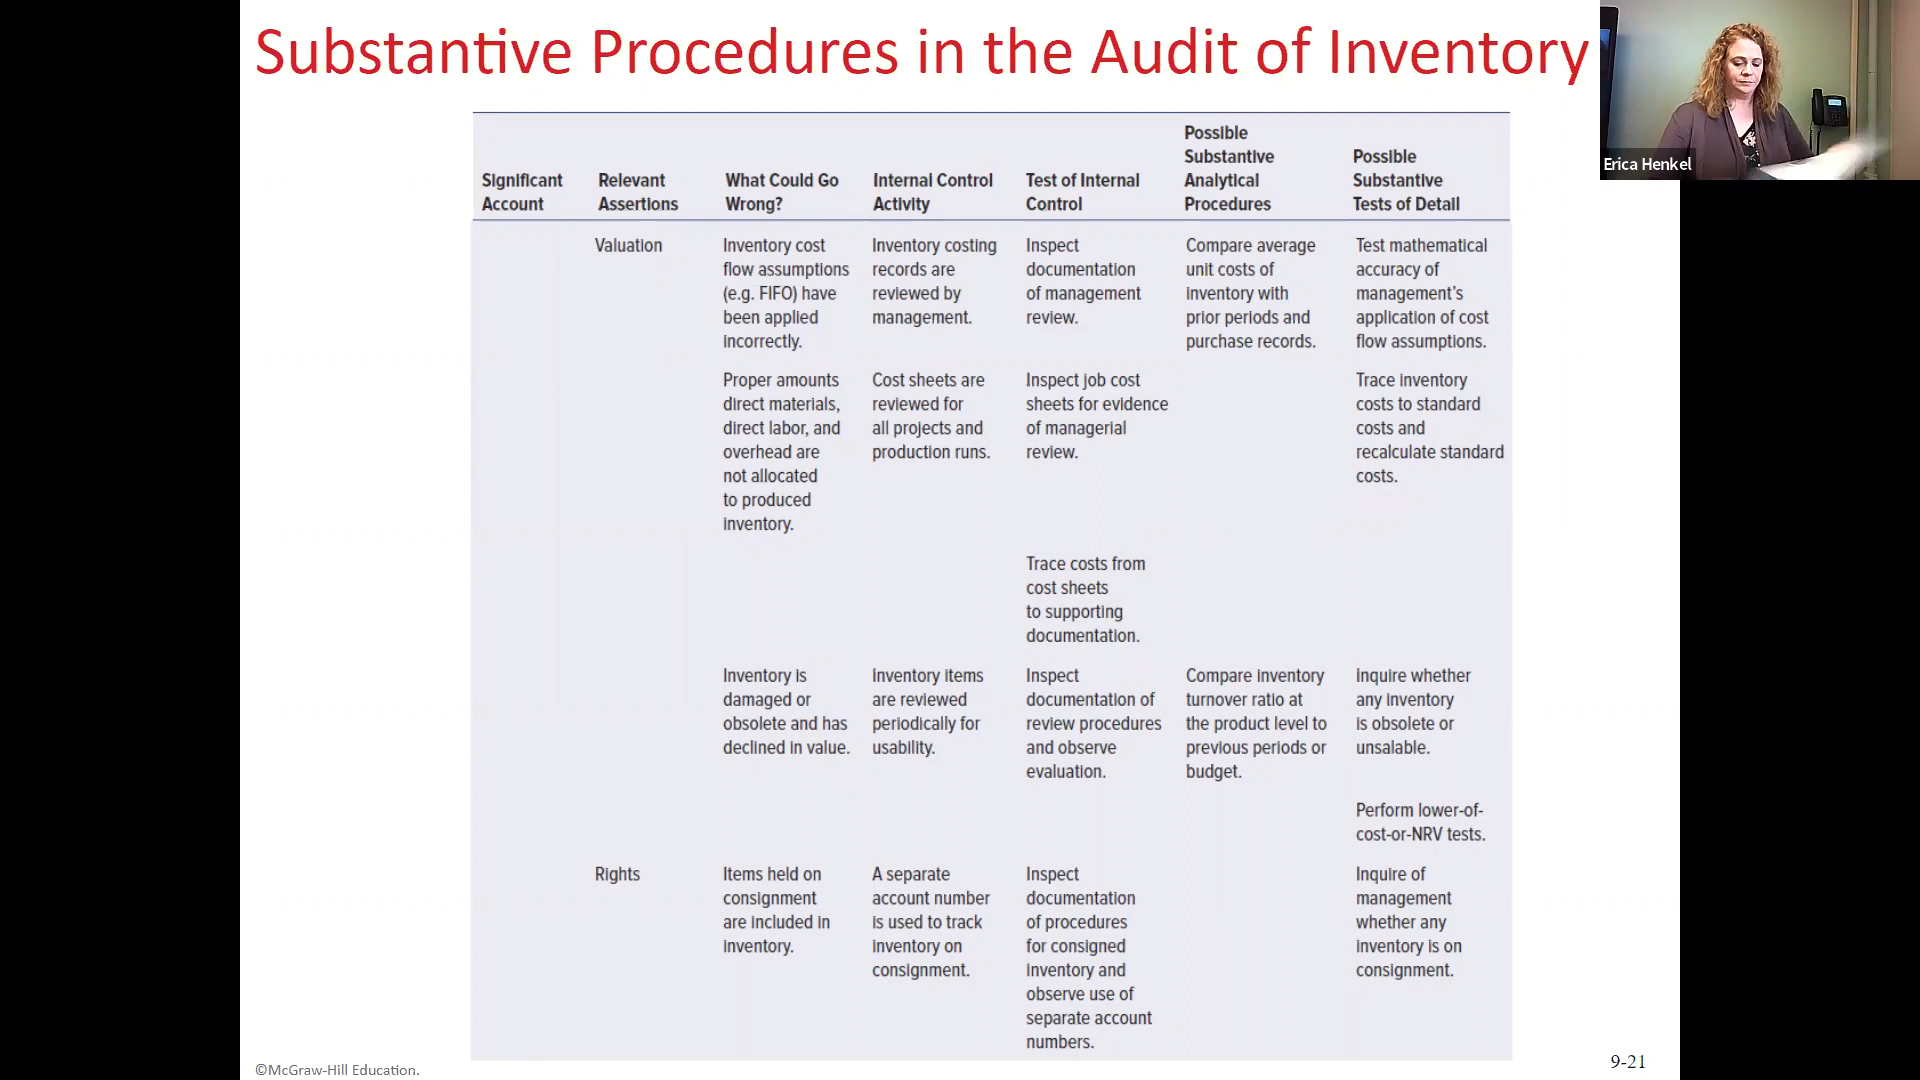 Substantive Procedures in the Audit of Inventory
Erica Henkel
Significant
Account
Relevant
Assertions
What Could Go
Wrong?
Internal Control
Activity
Test of Internal
Control
Possible
Substantive
Analytical
Procedures
Possible
Substantive
Tests of Detail
Valuation
Inventory cost
flow assumptions
(e.g. FIFO) have
been applied
incorrectly.
Inventory costing
records are
reviewed by
management.
Inspect
documentation
of management
review.
Compare average
unit costs of
inventory with
prior periods and
purchase records.
Test mathematical
accuracy of
management's
application of cost
flow assumptions.
Proper amounts
direct materials,
direct labor, and
overhead are
not allocated
to produced
inventory.
Cost sheets are
reviewed for
all projects and
production runs.
Inspect job cost
sheets for evidence
of managerial
review.
Trace inventory
costs to standard
costs and
recalculate standard
costs.
Trace costs from
cost sheets
to supporting
documentation.
Inventory is
damaged or
obsolete and has
declined in value.
Inventory items
are reviewed
periodically for
usability.
Inspect
documentation of
review procedures
and observe
evaluation.
Compare inventory
turnover ratio at
the product level to
previous periods or
budget.
Inquire whether
any inventory
is obsolete or
unsalable.
Perform lower-of-
cost-or-NRV tests.
Rights
Items held on
consignment
are included in
inventory.
A separate
account number
is used to track
inventory on
consignment.
Inspect
documentation
of procedures
for consigned
inventory and
observe use of
separate account
numbers.
Inquire of
management
whether any
inventory is on
consignment.
©McGraw-Hill Education.
9-21